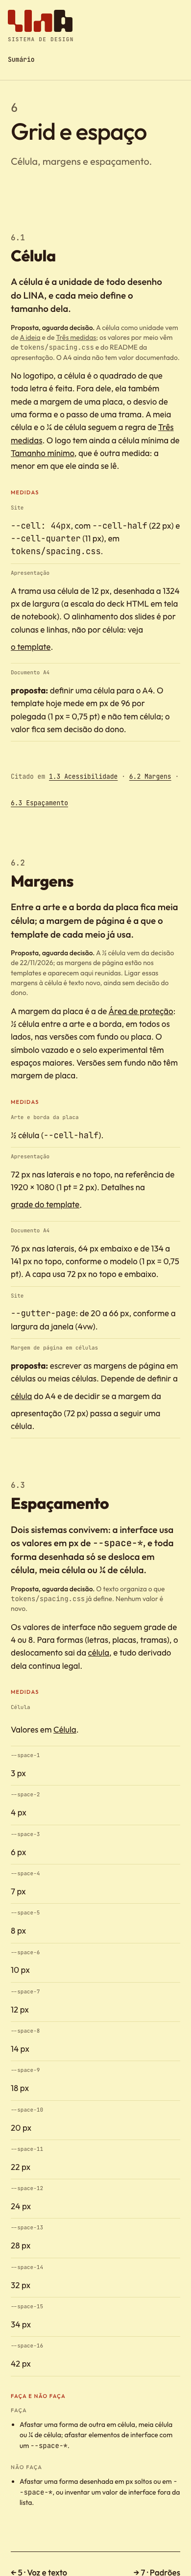 LINA
SISTEMA DE DESIGN
Sumário
6
Grid e espaço
Célula, margens e espaçamento.
6.1
Célula
A célula é a unidade de todo desenho
do LINA, e cada meio define o
tamanho dela.
Proposta, aguarda decisão. A célula como unidade vem
de A ideia e de Três medidas; os valores por meio vêm
de tokens/spacing.css e do README da
apresentação. O A4 ainda não tem valor documentado.
No logotipo, a célula é o quadrado de que
toda letra é feita. Fora dele, ela também
mede a margem de uma placa, o desvio de
uma forma e o passo de uma trama. A meia
célula e o ¼ de célula seguem a regra de Três
medidas. O logo tem ainda a célula mínima de
Tamanho mínimo, que é outra medida: a
menor em que ele ainda se lê.
MEDIDAS
Site
--cell: 44px, com --cell-half (22 px) e
--cell-quarter (11 px), em
tokens/spacing.css.
Apresentação
A trama usa célula de 12 px, desenhada a 1324
px de largura (a escala do deck HTML em tela
de notebook). O alinhamento dos slides é por
colunas e linhas, não por célula: veja
o template.
Documento A4
proposta: definir uma célula para o A4. O
template hoje mede em px de 96 por
polegada (1 px = 0,75 pt) e não tem célula; o
valor fica sem decisão do dono.
Citado em 1.3 Acessibilidade · 6.2 Margens ·
6.3 Espaçamento
6.2
Margens
Entre a arte e a borda da placa fica meia
célula; a margem de página é a que o
template de cada meio já usa.
Proposta, aguarda decisão. A ½ célula vem da decisão
de 22/11/2026; as margens de página estão nos
templates e aparecem aqui reunidas. Ligar essas
margens à célula é texto novo, ainda sem decisão do
dono.
A margem da placa é a de Área de proteção:
½ célula entre a arte e a borda, em todos os
lados, nas versões com fundo ou placa. O
símbolo vazado e o selo experimental têm
espaços maiores. Versões sem fundo não têm
margem de placa.
MEDIDAS
Arte e borda da placa
½ célula (--cell-half).
Apresentação
72 px nas laterais e no topo, na referência de
1920 × 1080 (1 pt = 2 px). Detalhes na
grade do template.
Documento A4
76 px nas laterais, 64 px embaixo e de 134 a
141 px no topo, conforme o modelo (1 px = 0,75
pt). A capa usa 72 px no topo e embaixo.
Site
--gutter-page: de 20 a 66 px, conforme a
largura da janela (4vw).
Margem de página em células
proposta: escrever as margens de página em
células ou meias células. Depende de definir a
célula do A4 e de decidir se a margem da
apresentação (72 px) passa a seguir uma
célula.
6.3
Espaçamento
Dois sistemas convivem: a interface usa
os valores em px de --space-*, e toda
forma desenhada só se desloca em
célula, meia célula ou ¼ de célula.
Proposta, aguarda decisão. O texto organiza o que
tokens/spacing.css já define. Nenhum valor é
novo.
Os valores de interface não seguem grade de
4 ou 8. Para formas (letras, placas, tramas), o
deslocamento sai da célula, e tudo derivado
dela continua legal.
MEDIDAS
Célula
Valores em Célula.
--space-1
3 px
--space-2
4 px
--space-3
6 px
--space-4
7 px
--space-5
8 px
--space-6
10 px
--space-7
12 px
--space-8
14 px
--space-9
18 px
--space-10
20 px
--space-11
22 px
--space-12
24 px
--space-13
28 px
--space-14
32 px
--space-15
34 px
--space-16
42 px
FAÇA E NÃO FAÇA
FAÇA
• Afastar uma forma de outra em célula, meia célula
ou ¼ de célula; afastar elementos de interface com
um --space-*.
NÃO FAÇA
• Afastar uma forma desenhada em px soltos ou em -
-space-*, ou inventar um valor de interface fora da
lista.
← 5 · Voz e texto
→ 7 · Padrões